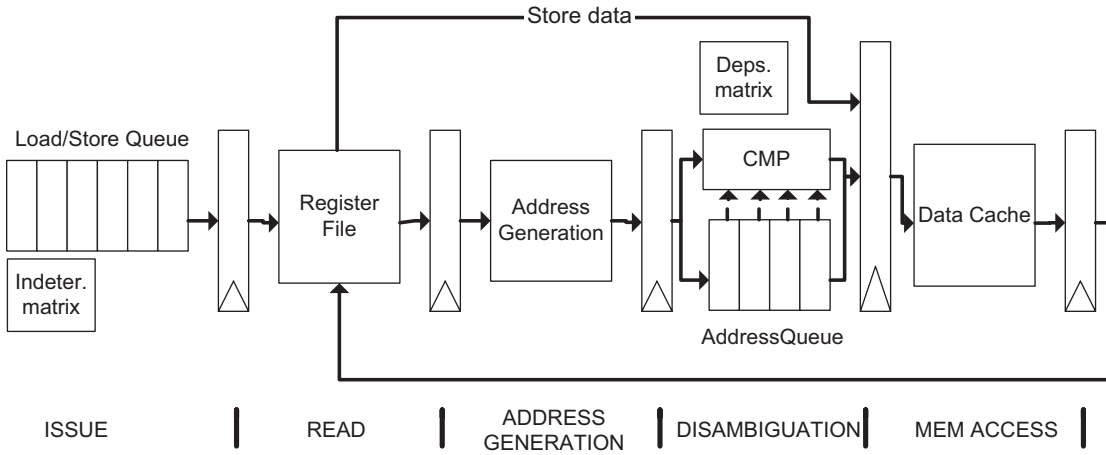 Store data
Deps.
matrix
Load/Store Queue
CMP
Register
File
Address
Generation
Data Cache
Indeter.
matrix
AddressQueue
ISSUE
READ
ADDRESS
GENERATION
DISAMBIGUATION
MEM ACCESS